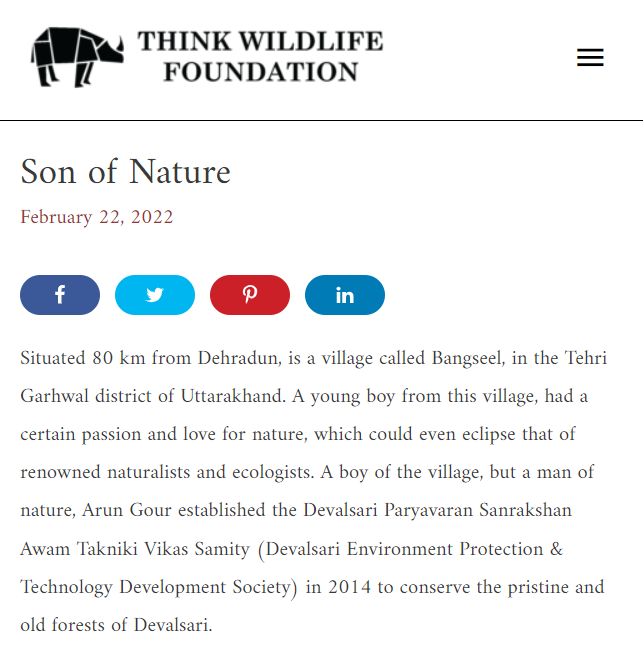 THINK WILDLIFE
FOUNDATION
Son of Nature
February 22, 2022
Situated 80 km from Dehradun, is a village called Bangseel, in the Tehri
Garhwal district of Uttarakhand. A young boy from this village, had a
certain passion and love for nature, which could even eclipse that of
renowned naturalists and ecologists. A boy of the village, but a man of
nature, Arun Gour established the Devalsari Paryavaran Sanrakshan
Awam Takniki Vikas Samity (Devalsari Environment Protection &
Technology Development Society) in 2014 to conserve the pristine and
old forests of Devalsari.